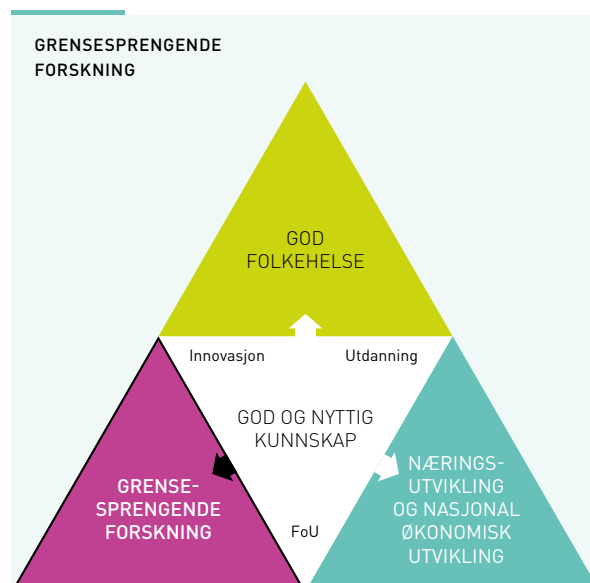 GRENSESPRENGENDE
FORSKNING
GOD
FOLKEHELSE
Innovasjon
Utdanning
GOD OG NYTTIG
KUNNSKAP
GRENSE-
SPRENGENDE
FORSKNING
FoU
NÆRINGS-
UTVIKLING
OG NASJONAL
ØKONOMISK
UTVIKLING